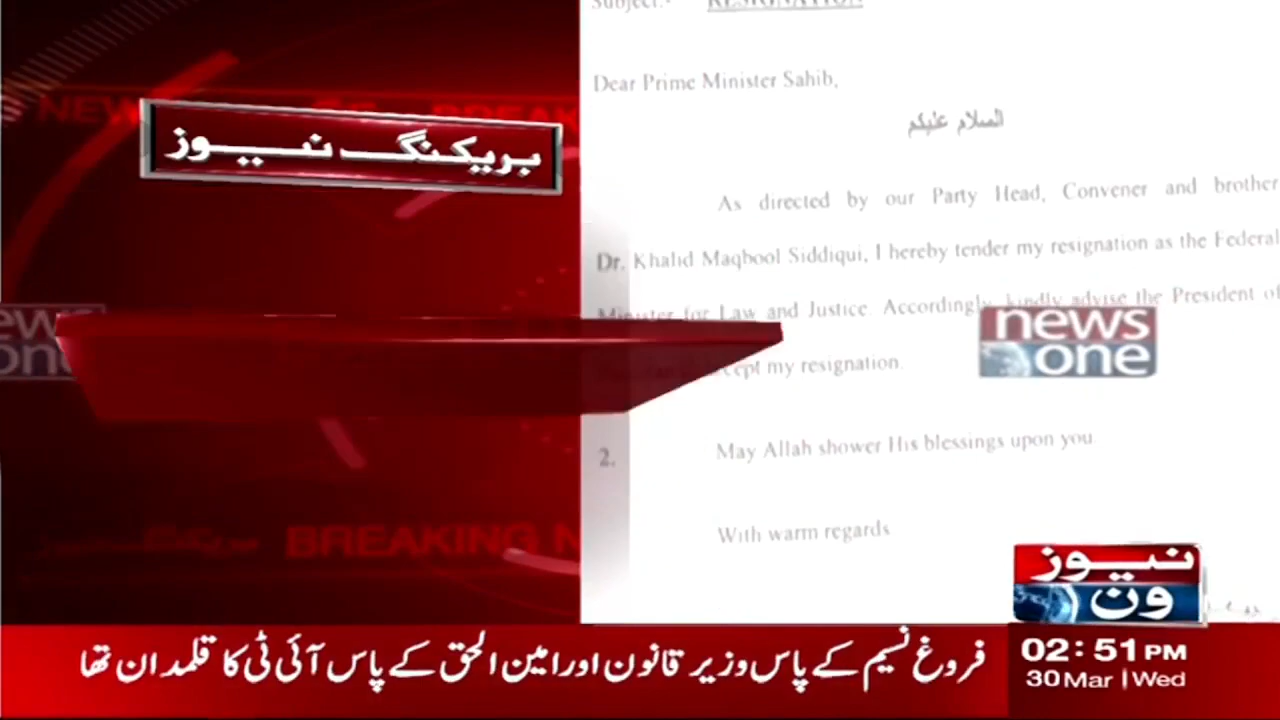 بریکنگ نیوز
NEW
BREAK
Subject:- RESIGNATION
Dear Prime Minister Sahib,
السلام علیکم
As directed by our Party Head, Convener and brother
Dr. Khalid Maqbool Siddiqui, I hereby tender my resignation as the Federal
Minister for Law and Justice. Accordingly, kindly advise the President of
my resignation.
news
one
2. May Allah shower His blessings upon you
With warm regards
BREAKING N
نیوز
ون
فروغ نسیم کے پاس وزیر قانون اور امین الحق کے پاس آئی ٹی کا قلمدان تھا
02:51 PM
30 Mar | Wed